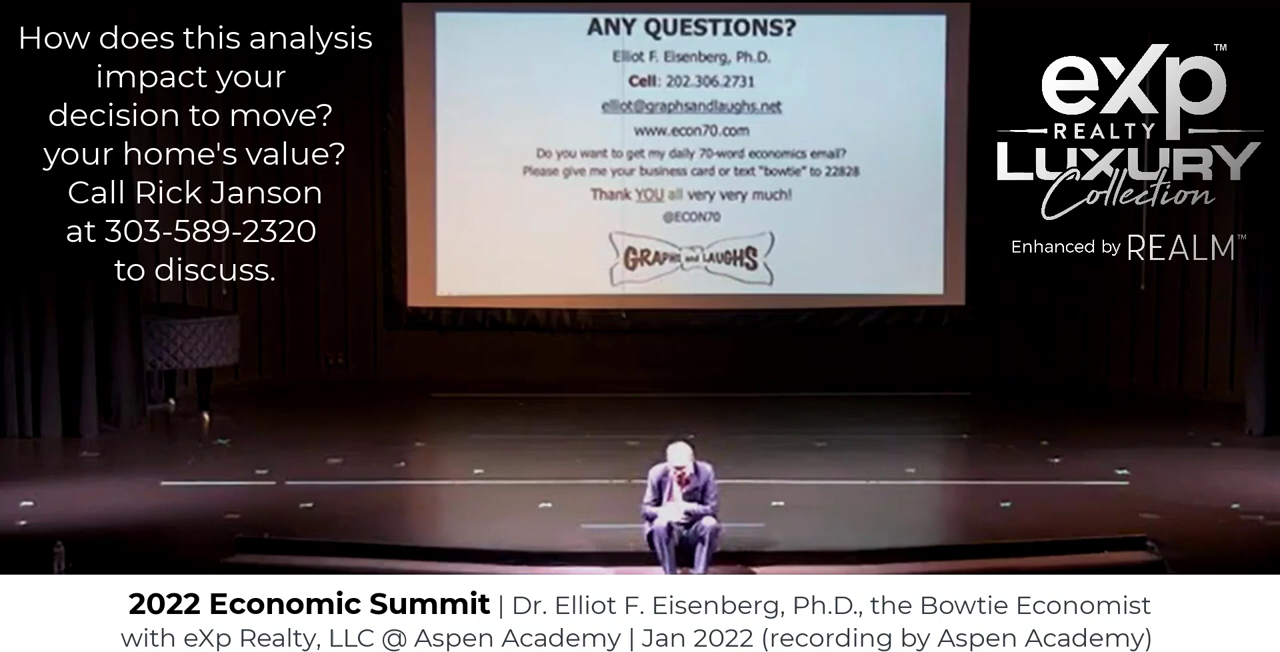 How does this analysis
impact your
decision to move?
your home's value?
Call Rick Janson
at 303-589-2320
to discuss.
ANY QUESTIONS?
Elliot F. Eisenberg, Ph.D.
Cell: 202.306.2731
elliot@graphsandlaughs.net
www.econ70.com
Do you want to get my daily 70-word economics email?
Please give me your business card or text "bowtie" to 22828
Thank YOU all very very much!
@ECON70
GRAPHS and LAUGHS
eXp™
REALTY
LUXURY
Collection
Enhanced by REALM™
2022 Economic Summit | Dr. Elliot F. Eisenberg, Ph.D., the Bowtie Economist
with eXp Realty, LLC @ Aspen Academy | Jan 2022 (recording by Aspen Academy)